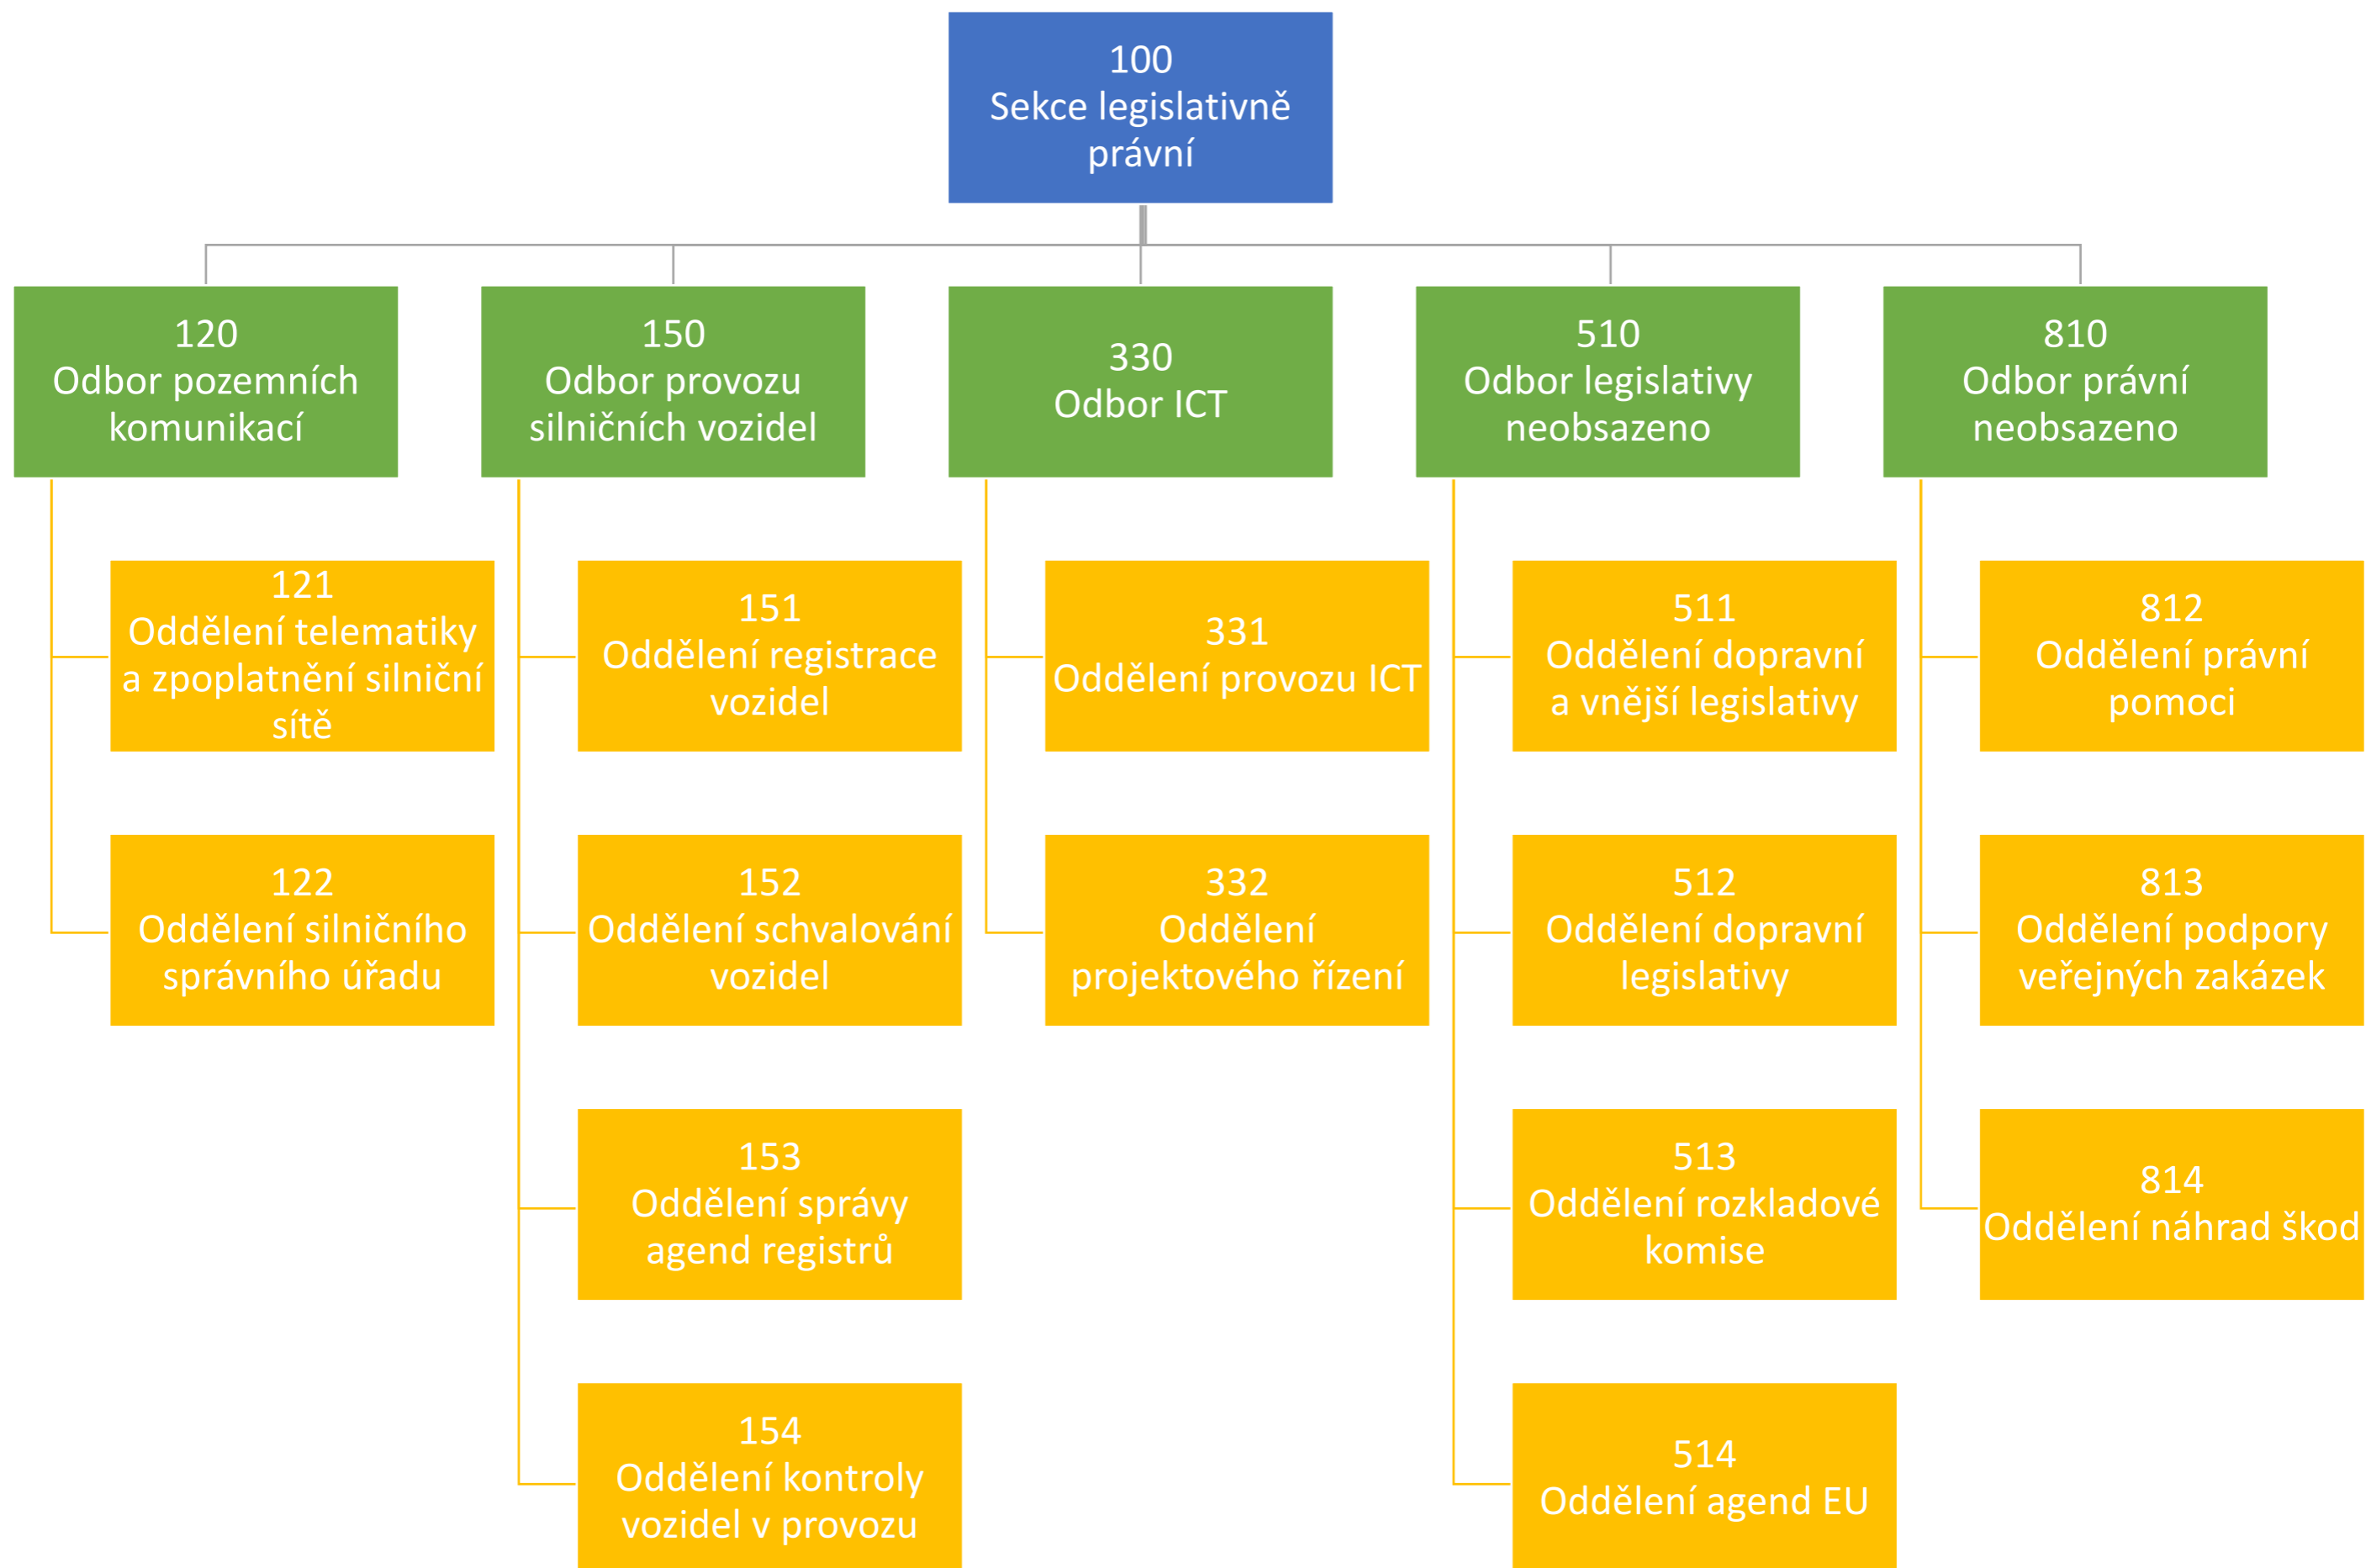 100
Sekce legislativně
právní
120
Odbor pozemních
komunikací
150
Odbor provozu
silničních vozidel
330
Odbor ICT
510
Odbor legislativy
neobsazeno
810
Odbor právní
neobsazeno
121
Oddělení telematiky
a zpoplatnění silniční
sítě
151
Oddělení registrace
vozidel
331
Oddělení provozu ICT
511
Oddělení dopravní
a vnější legislativy
812
Oddělení právní
pomoci
122
Oddělení silničního
správního úřadu
152
Oddělení schvalování
vozidel
332
Oddělení
projektového řízení
512
Oddělení dopravní
legislativy
813
Oddělení podpory
veřejných zakázek
153
Oddělení správy
agend registrů
513
Oddělení rozkladové
komise
814
Oddělení náhrad škod
154
Oddělení kontroly
vozidel v provozu
514
Oddělení agend EU